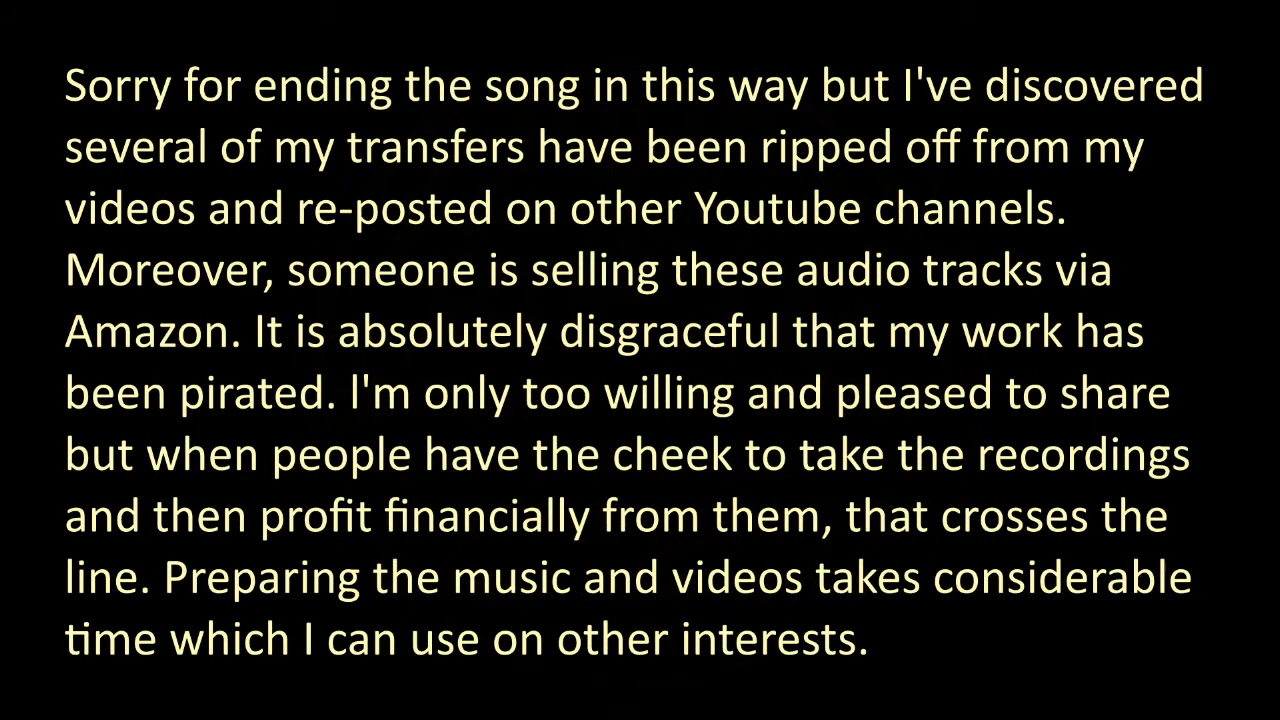 Sorry for ending the song in this way but I've discovered
several of my transfers have been ripped off from my
videos and re-posted on other Youtube channels.
Moreover, someone is selling these audio tracks via
Amazon. It is absolutely disgraceful that my work has
been pirated. l'm only too willing and pleased to share
but when people have the cheek to take the recordings
and then profit financially from them, that crosses the
line. Preparing the music and videos takes considerable
time which I can use on other interests.